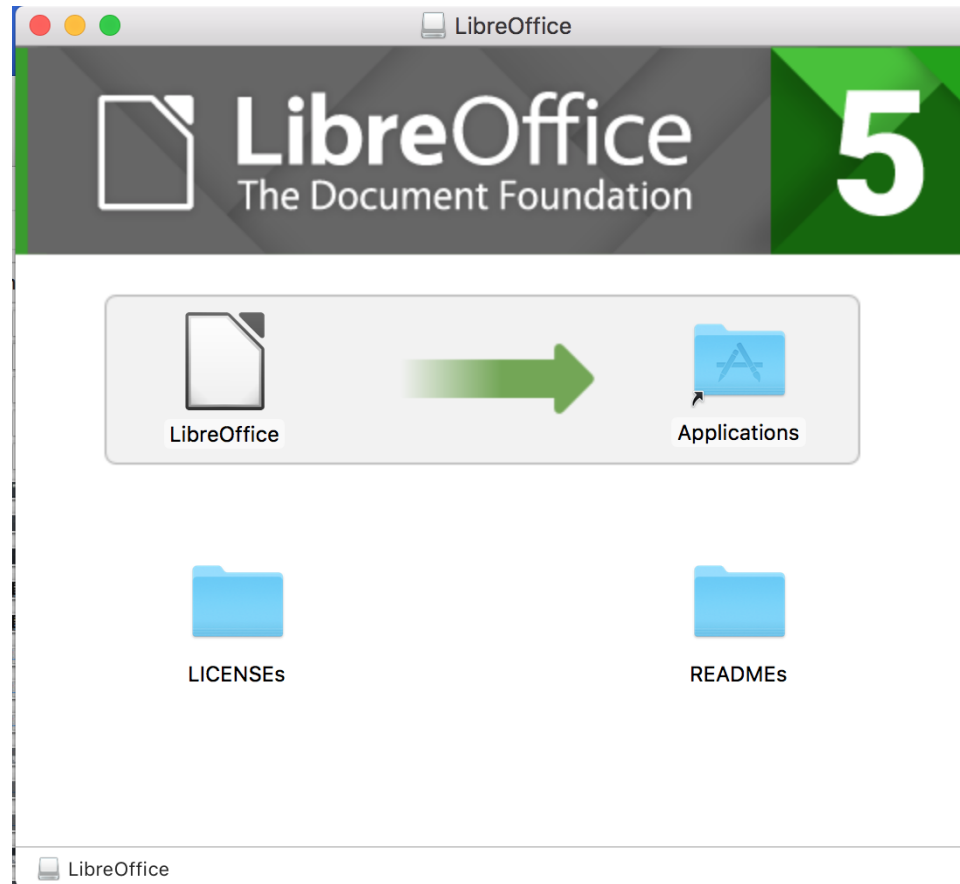 LibreOffice
LibreOffice
The Document Foundation
5
LibreOffice
Applications
LICENSEs
READMEs
LibreOffice